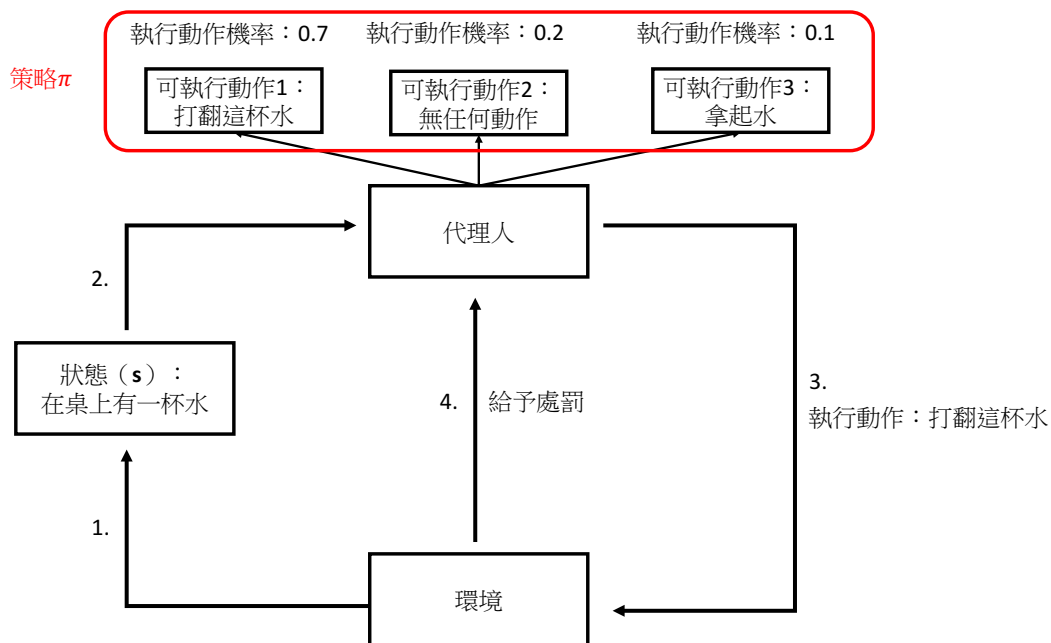 執行動作機率：0.7
執行動作機率：0.2
執行動作機率：0.1
策略π
可執行動作1：
打翻這杯水
可執行動作2：
無任何動作
可執行動作3：
拿起水
代理人
2.
狀態（s）：
在桌上有一杯水
4.
給予處罰
3.
執行動作：打翻這杯水
1.
環境